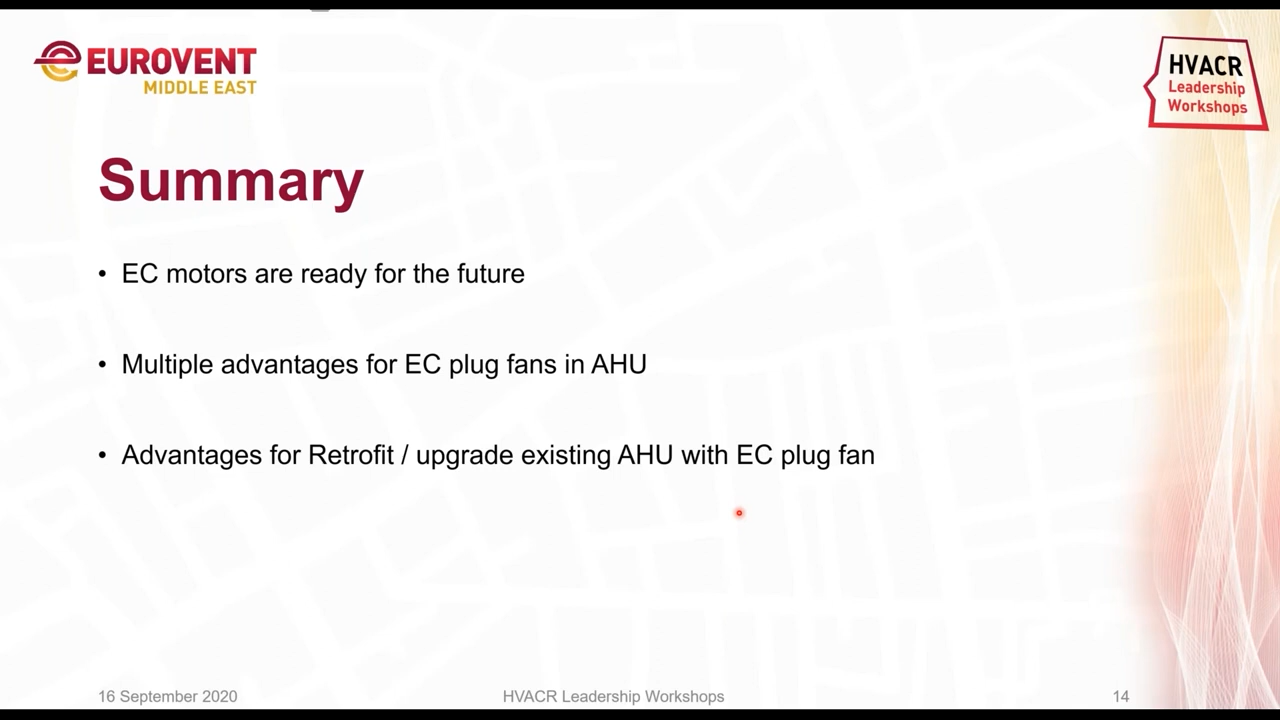 EUROVENT
MIDDLE EAST
HVACR
Leadership
Workshops
Summary
• EC motors are ready for the future
• Multiple advantages for EC plug fans in AHU
• Advantages for Retrofit / upgrade existing AHU with EC plug fan
16 September 2020
HVACR Leadership Workshops
14